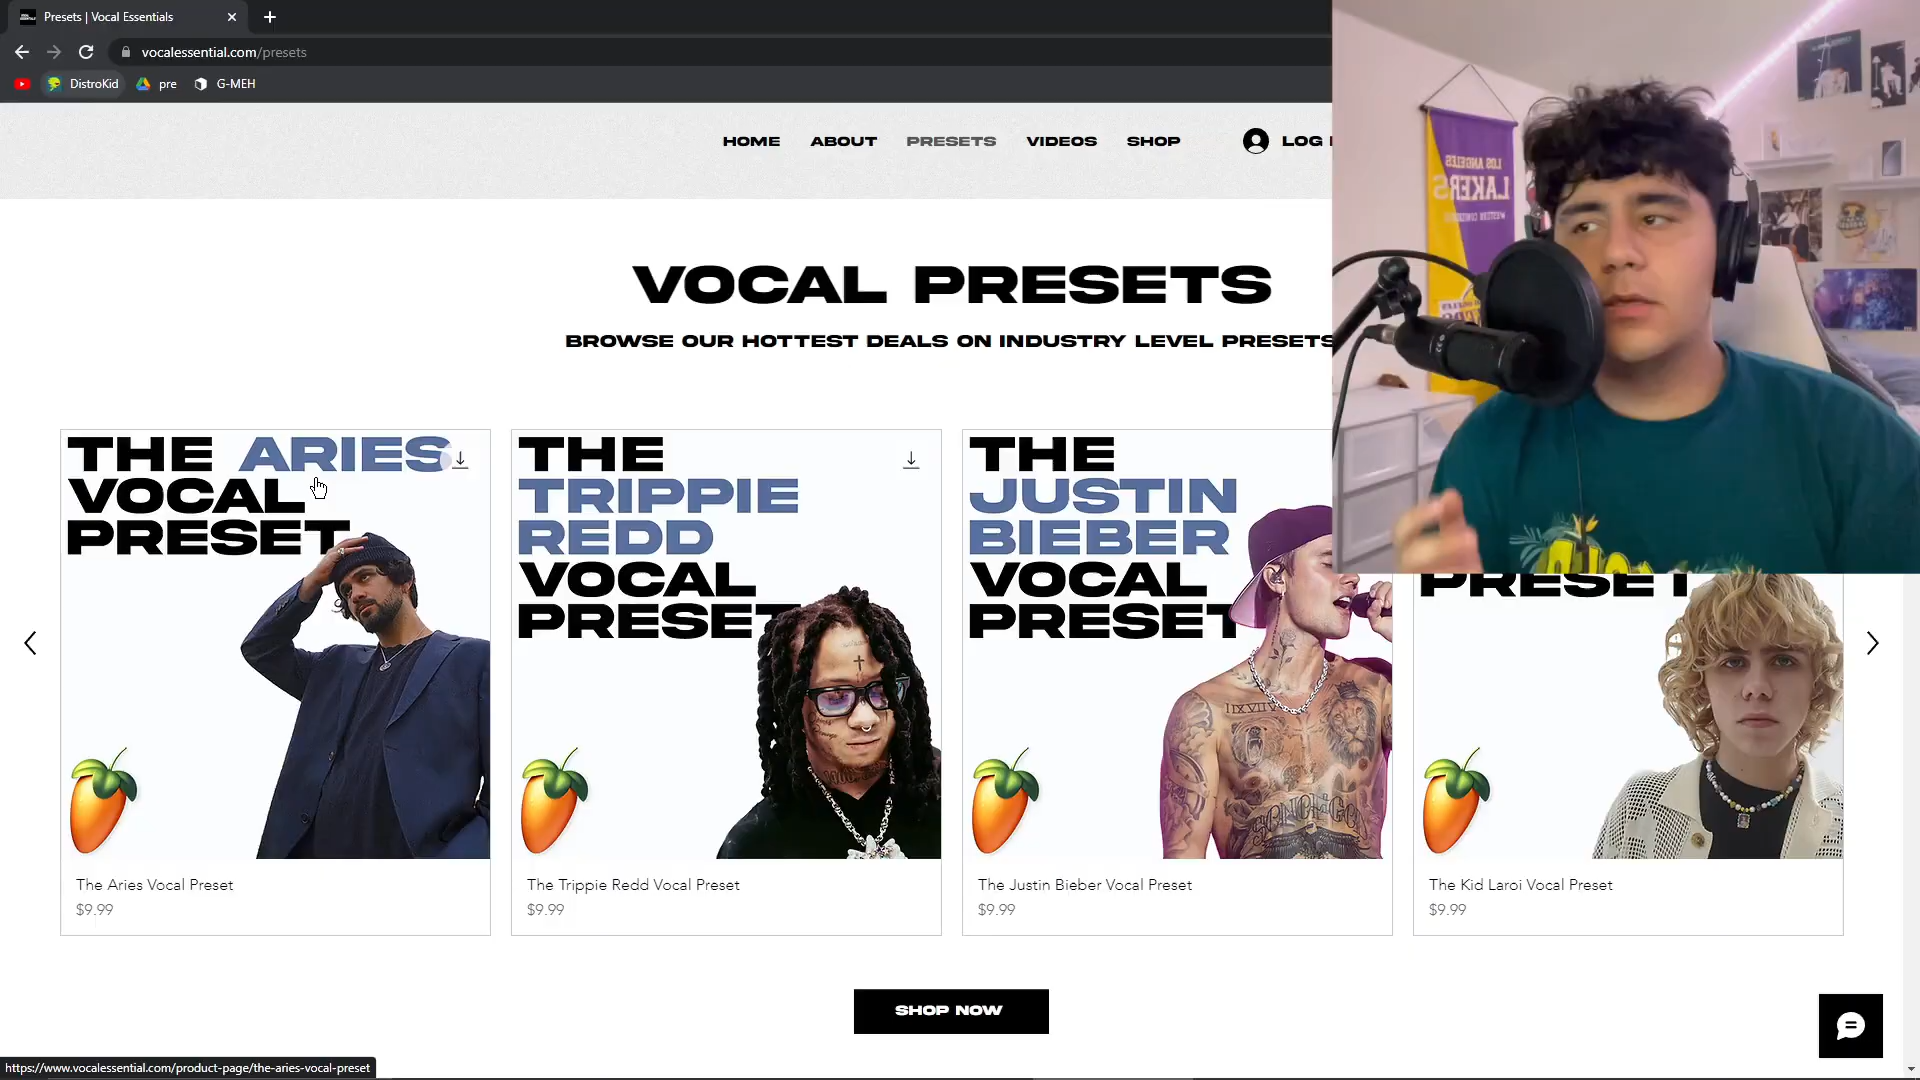 Presets | Vocal Essentials
vocalessential.com/presets
DistroKid
pre
G-MEH
HOME
ABOUT
PRESETS
VIDEOS
SHOP
LOG
LOS ANGELES
LAKERS
VOCAL PRESETS
BROWSE OUR HOTTEST DEALS ON INDUSTRY LEVEL PRESETS
THE ARIES
VOCAL
PRESET
THE
TRIPPIE
REDD
VOCAL
PRESET
THE
JUSTIN
BIEBER
VOCAL
PRESET
PRESET
The Aries Vocal Preset
$9.99
The Trippie Redd Vocal Preset
$9.99
The Justin Bieber Vocal Preset
$9.99
The Kid Laroi Vocal Preset
$9.99
SHOP NOW
https://www.vocalessential.com/product-page/the-aries-vocal-preset